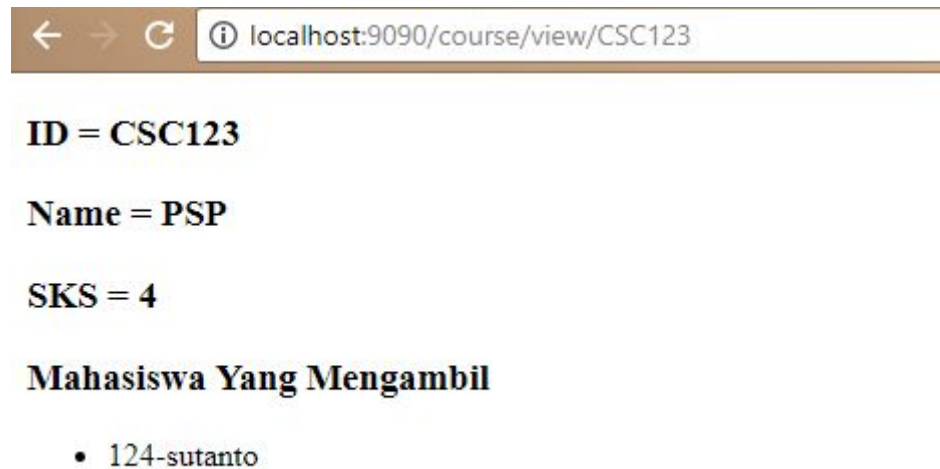 localhost:9090/course/view/CSC123
ID = CSC123
Name = PSP
SKS = 4
Mahasiswa Yang Mengambil
• 124-sutanto